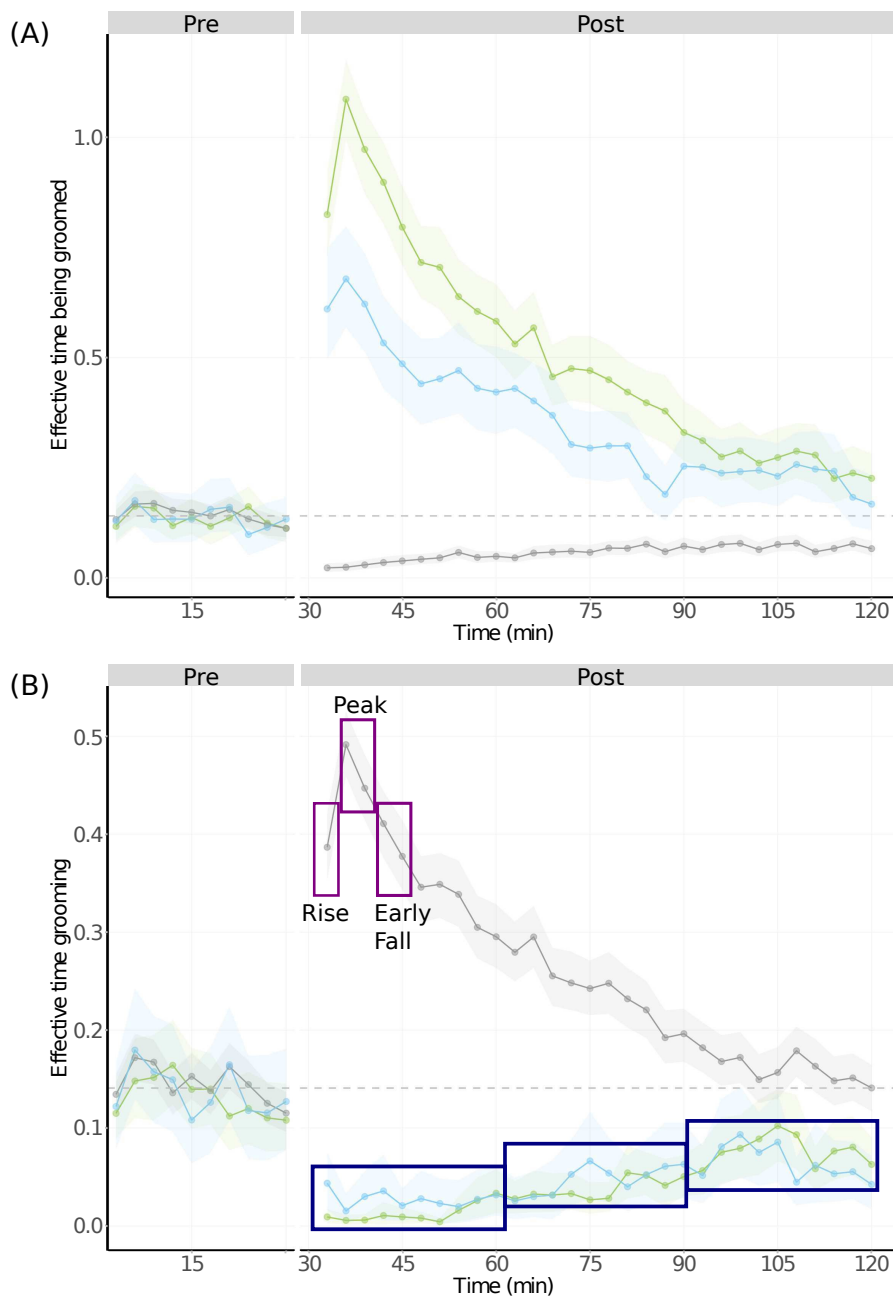 (A)
Pre
Post
Effective time being groomed
1.0
0.5
0.0
15
30
45
60
75
90
105
120
Time (min)
(B)
Pre
Post
Effective time grooming
0.5
0.4
0.3
0.2
0.1
0.0
Peak
Rise
Early
Fall
15
30
45
60
75
90
105
120
Time (min)